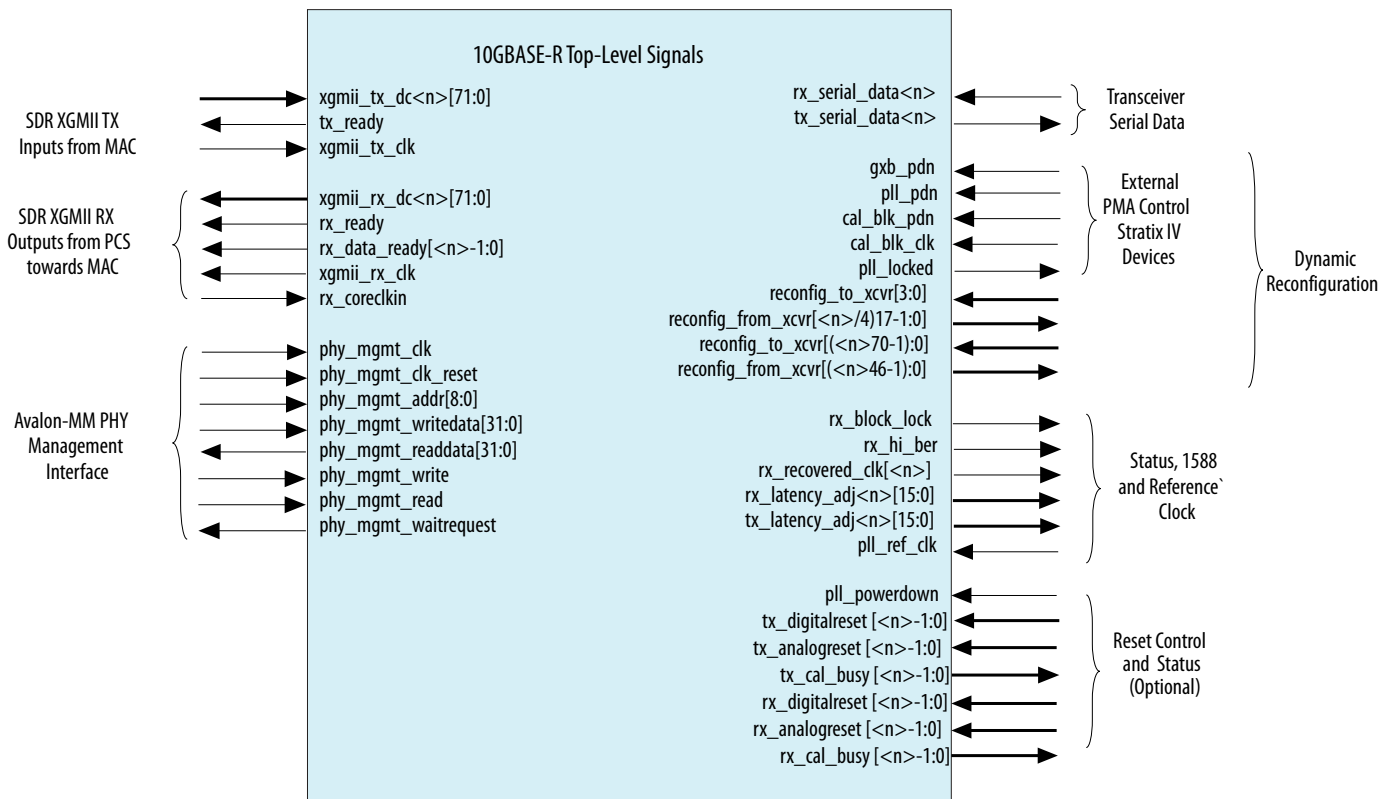 10GBASE-R Top-Level Signals
SDR XGMII TX
Inputs from MAC
xgmii_tx_dc<n>[71:0]
tx_ready
xgmii_tx_clk
SDR XGMII RX
Outputs from PCS
towards MAC
xgmii_rx_dc<n>[71:0]
rx_ready
rx_data_ready[<n>-1:0]
xgmii_rx_clk
rx_coreclkin
Avalon-MM PHY
Management
Interface
phy_mgmt_clk
phy_mgmt_clk_reset
phy_mgmt_addr[8:0]
phy_mgmt_writedata[31:0]
phy_mgmt_readdata[31:0]
phy_mgmt_write
phy_mgmt_read
phy_mgmt_waitrequest
rx_serial_data<n>
tx_serial_data<n>
Transceiver
Serial Data
gxb_pdn
pll_pdn
cal_blk_pdn
cal_blk_clk
pll_locked
External
PMA Control
Stratix IV
Devices
reconfig_to_xcvr[3:0]
reconfig_from_xcvr[<n>/4)17-1:0]
reconfig_to_xcvr[(<n>70-1):0]
reconfig_from_xcvr[(<n>46-1):0]
Dynamic
Reconfiguration
rx_block_lock
rx_hi_ber
rx_recovered_clk[<n>]
rx_latency_adj<n>[15:0]
tx_latency_adj<n>[15:0]
pll_ref_clk
Status, 1588
and Reference`
Clock
pll_powerdown
tx_digitalreset [<n>-1:0]
tx_analogreset [<n>-1:0]
tx_cal_busy [<n>-1:0]
rx_digitalreset [<n>-1:0]
rx_analogreset [<n>-1:0]
rx_cal_busy [<n>-1:0]
Reset Control
and Status
(Optional)